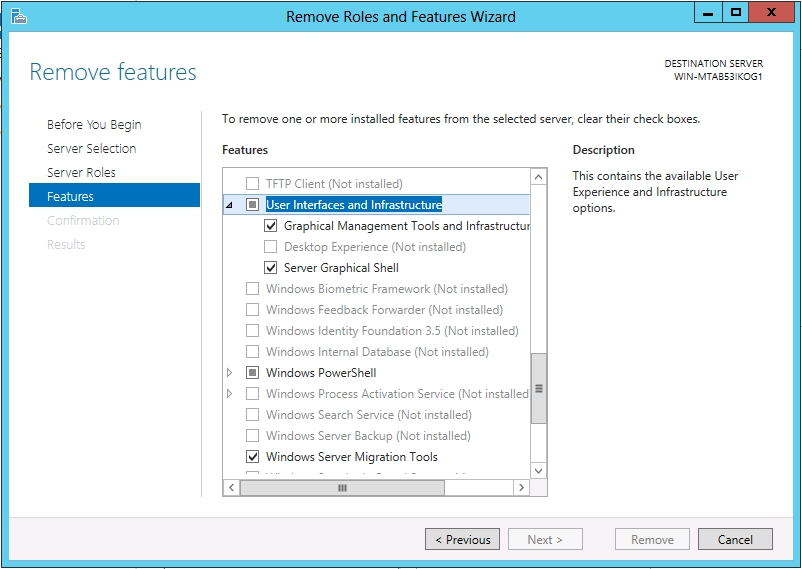 Remove Roles and Features Wizard
Remove features
DESTINATION SERVER
WIN-MTAB53IKOG1
Before You Begin
Server Selection
Server Roles
Features
Confirmation
Results
To remove one or more installed features from the selected server, clear their check boxes.
Features
TFTP Client (Not installed)
User Interfaces and Infrastructure
Graphical Management Tools and Infrastructur
Desktop Experience (Not installed)
Server Graphical Shell
Windows Biometric Framework (Not installed)
Windows Feedback Forwarder (Not installed)
Windows Identity Foundation 3.5 (Not installed)
Windows Internal Database (Not installed)
Windows PowerShell
Windows Process Activation Service (Not installed
Windows Search Service (Not installed)
Windows Server Backup (Not installed)
Windows Server Migration Tools
Description
This contains the available User
Experience and Infrastructure
options.
< Previous
Next >
Remove
Cancel